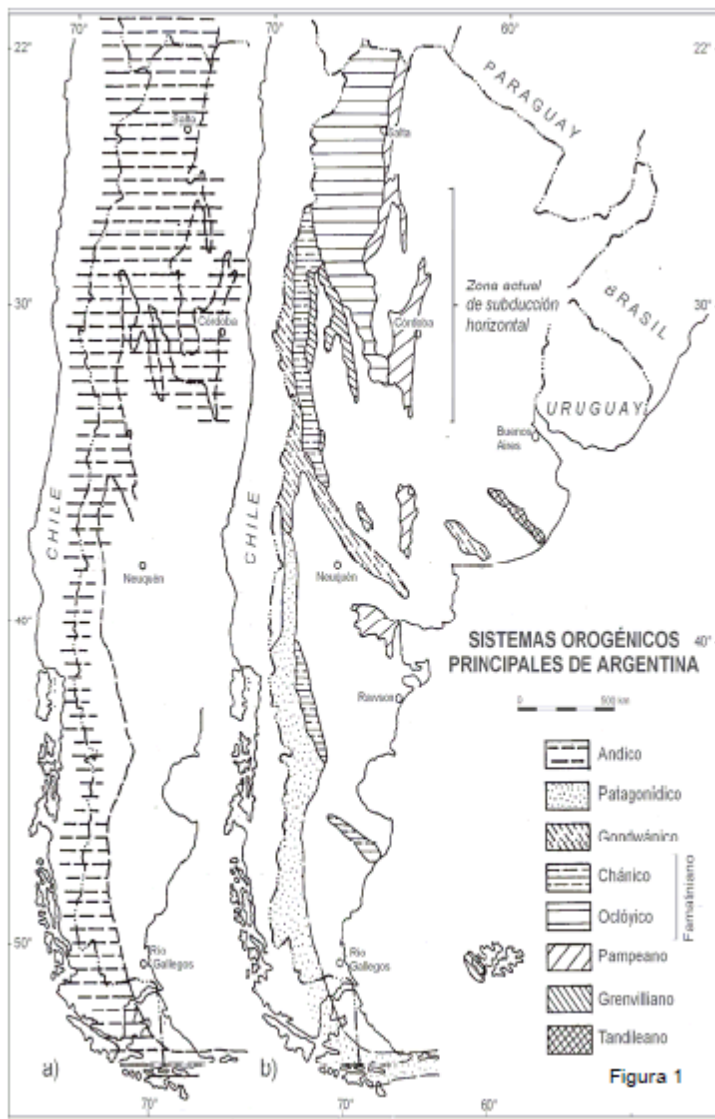 70°
70°
60°
22°
22°
PARAGUAY
Salta
Salta
Zona actual
de subducción
horizontal
BRASIL
30°
30°
Córdoba
Córdoba
URUGUAY
Buenos
Aires
CHILE
CHILE
Neuquén
Neuquén
40°
40°
SISTEMAS OROGÉNICOS
PRINCIPALES DE ARGENTINA
Rawson
0
500 km
Andico
Patagonídico
Gondwánico
Chánico
Oclóyico
Famatiniano
Pampeano
Grenvilliano
Tandileano
50°
Río
Gallegos
Río
Gallegos
a)
b)
Figura 1
70°
70°
60°